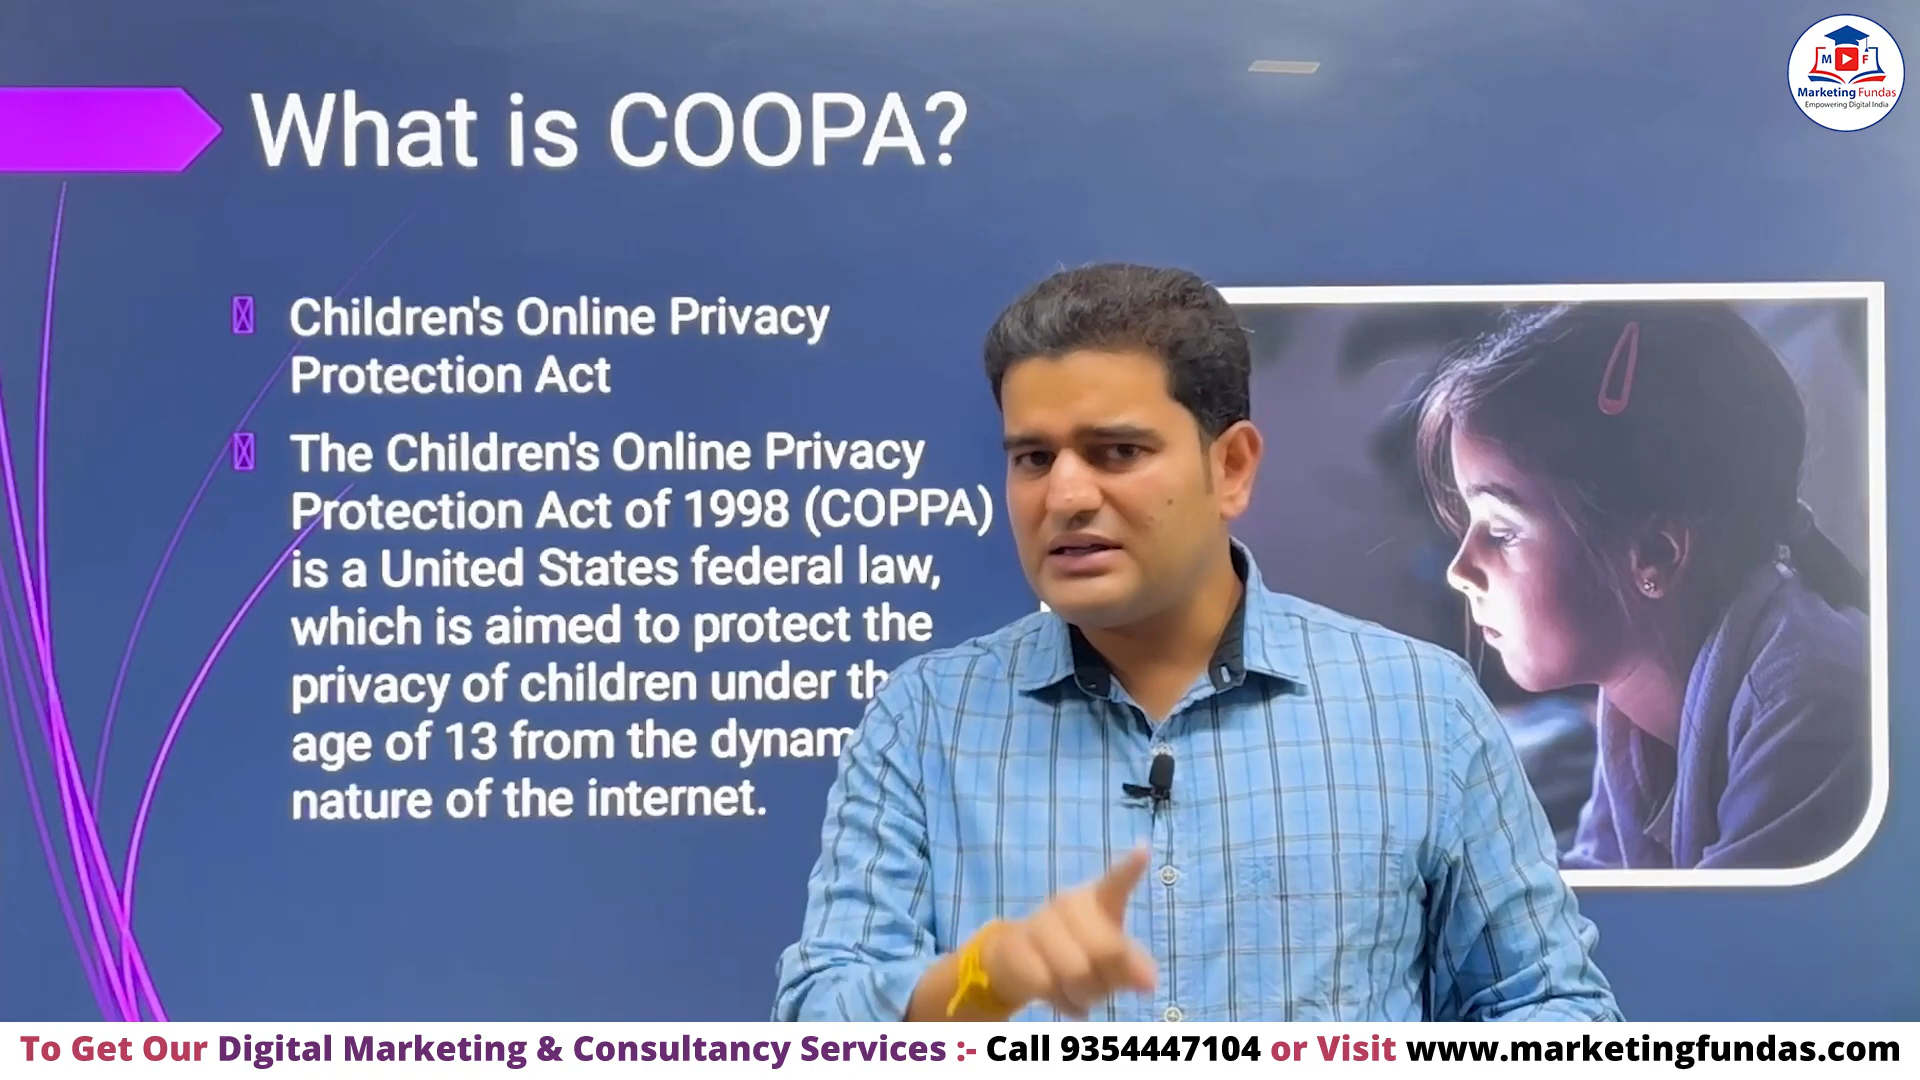 What is COOPA?
M F
Marketing Fundas
Empowering Digital India
Children's Online Privacy
Protection Act
The Children's Online Privacy
Protection Act of 1998 (COPPA)
is a United States federal law,
which is aimed to protect the
privacy of children under
age of 13 from the
nature of the internet.
To Get Our Digital Marketing & Consultancy Services :- Call 9354447104 or Visit www.marketingfundas.com